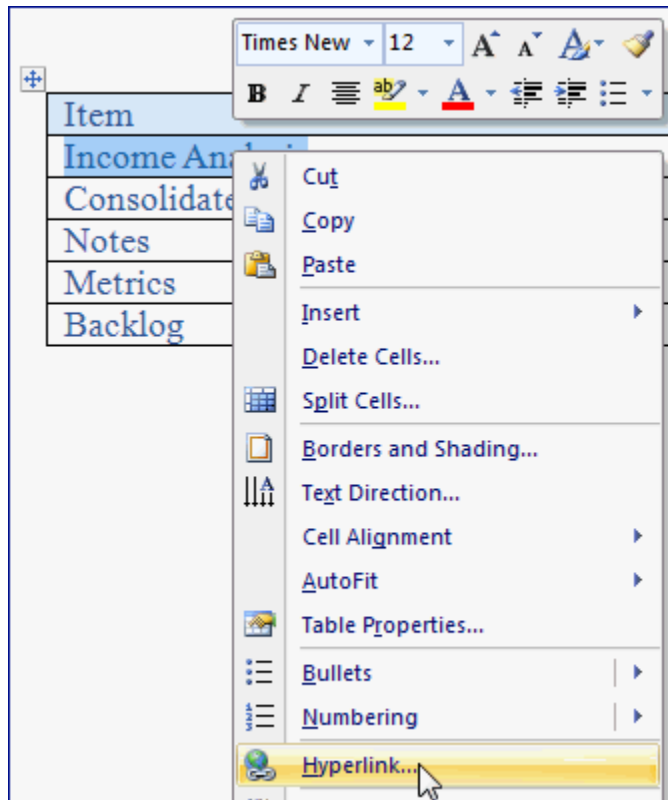 Times New 12
Item
Income An
Consolidate
Notes
Metrics
Backlog
Cut
Copy
Paste
Insert
Delete Cells...
Split Cells...
Borders and Shading...
Text Direction...
Cell Alignment
AutoFit
Table Properties...
Bullets
Numbering
Hyperlink...